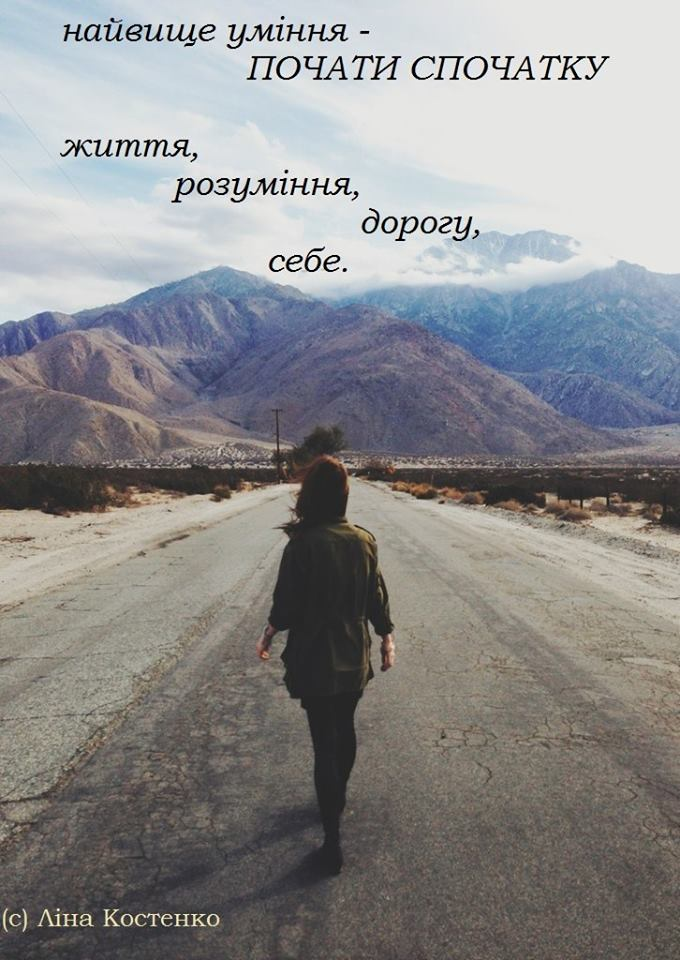 найвище уміння -
ПОЧАТИ СПОЧАТКУ
життя,
розуміння,
дорогу,
себе.
(с) Ліна Костенко